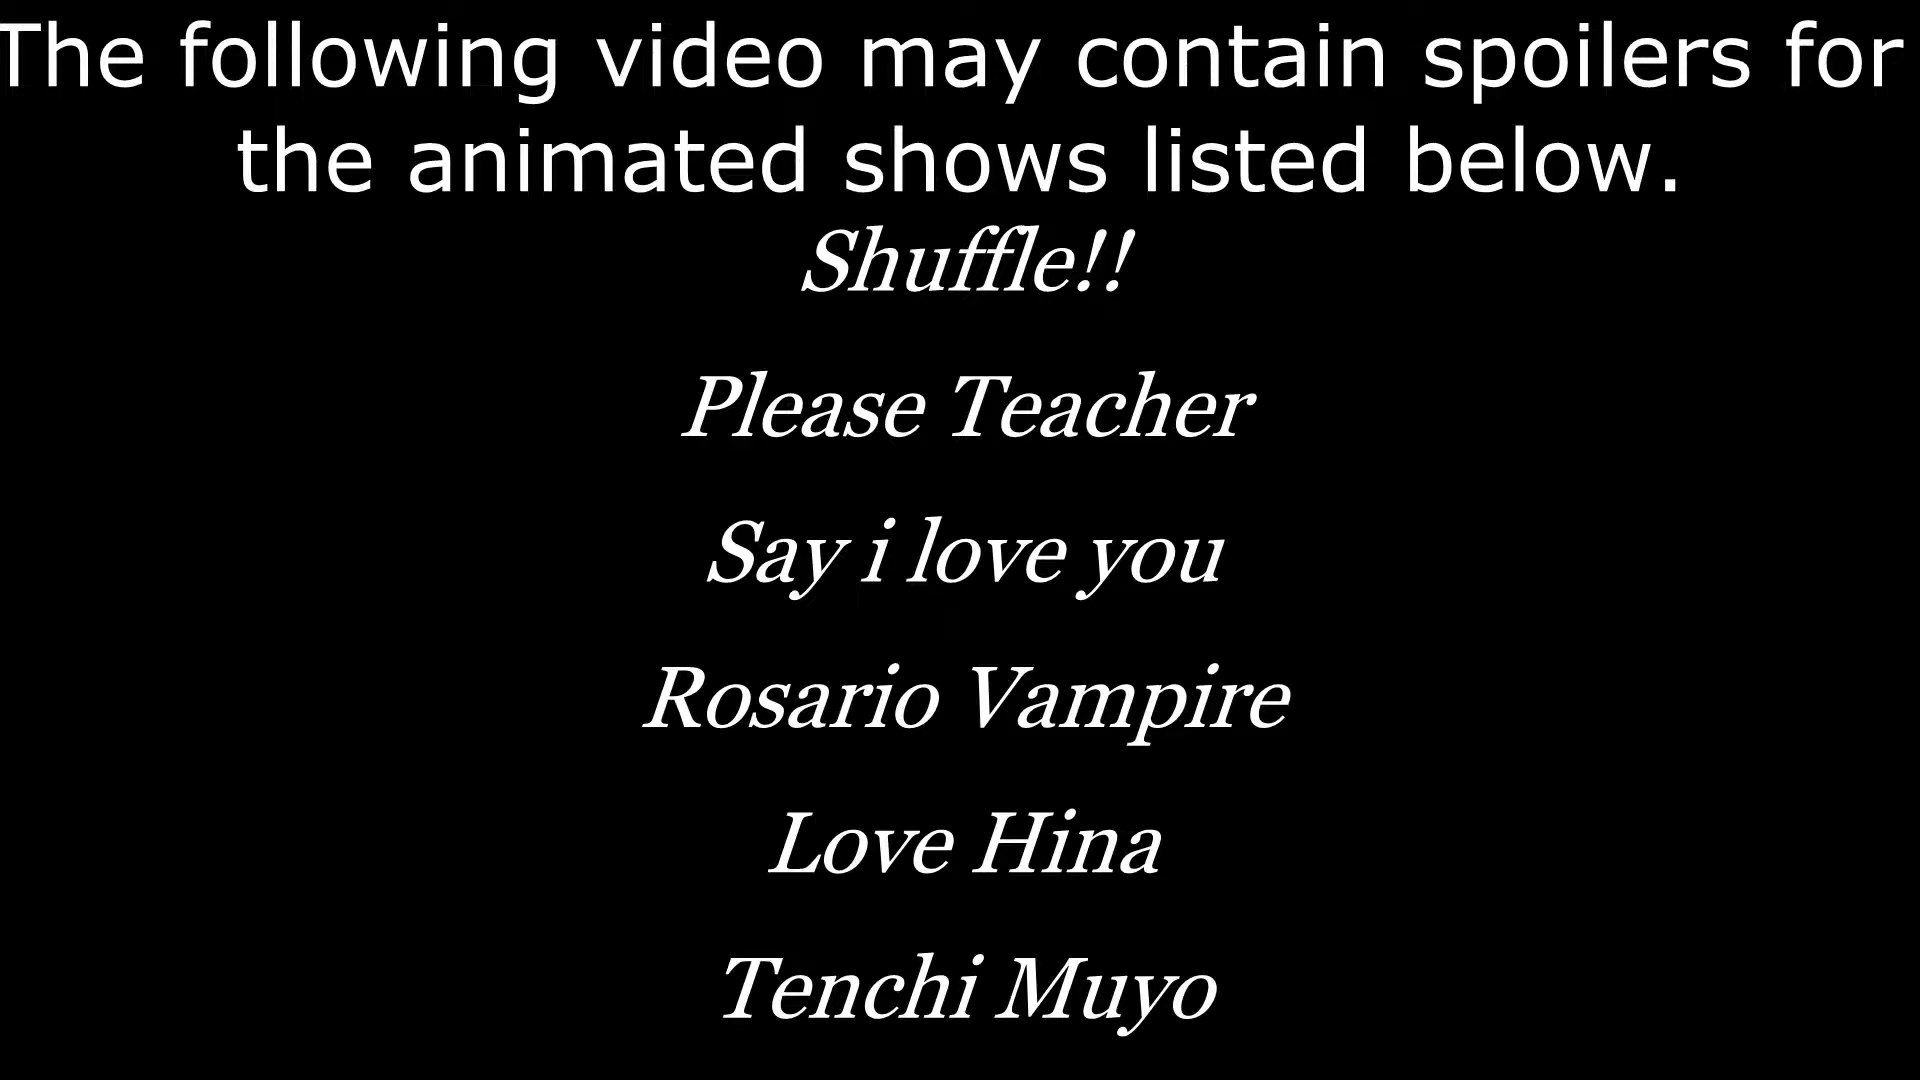 The following video may contain spoilers for
the animated shows listed below.
Shuffle!!
Please Teacher
Say i love you
Rosario Vampire
Love Hina
Tenchi Muyo